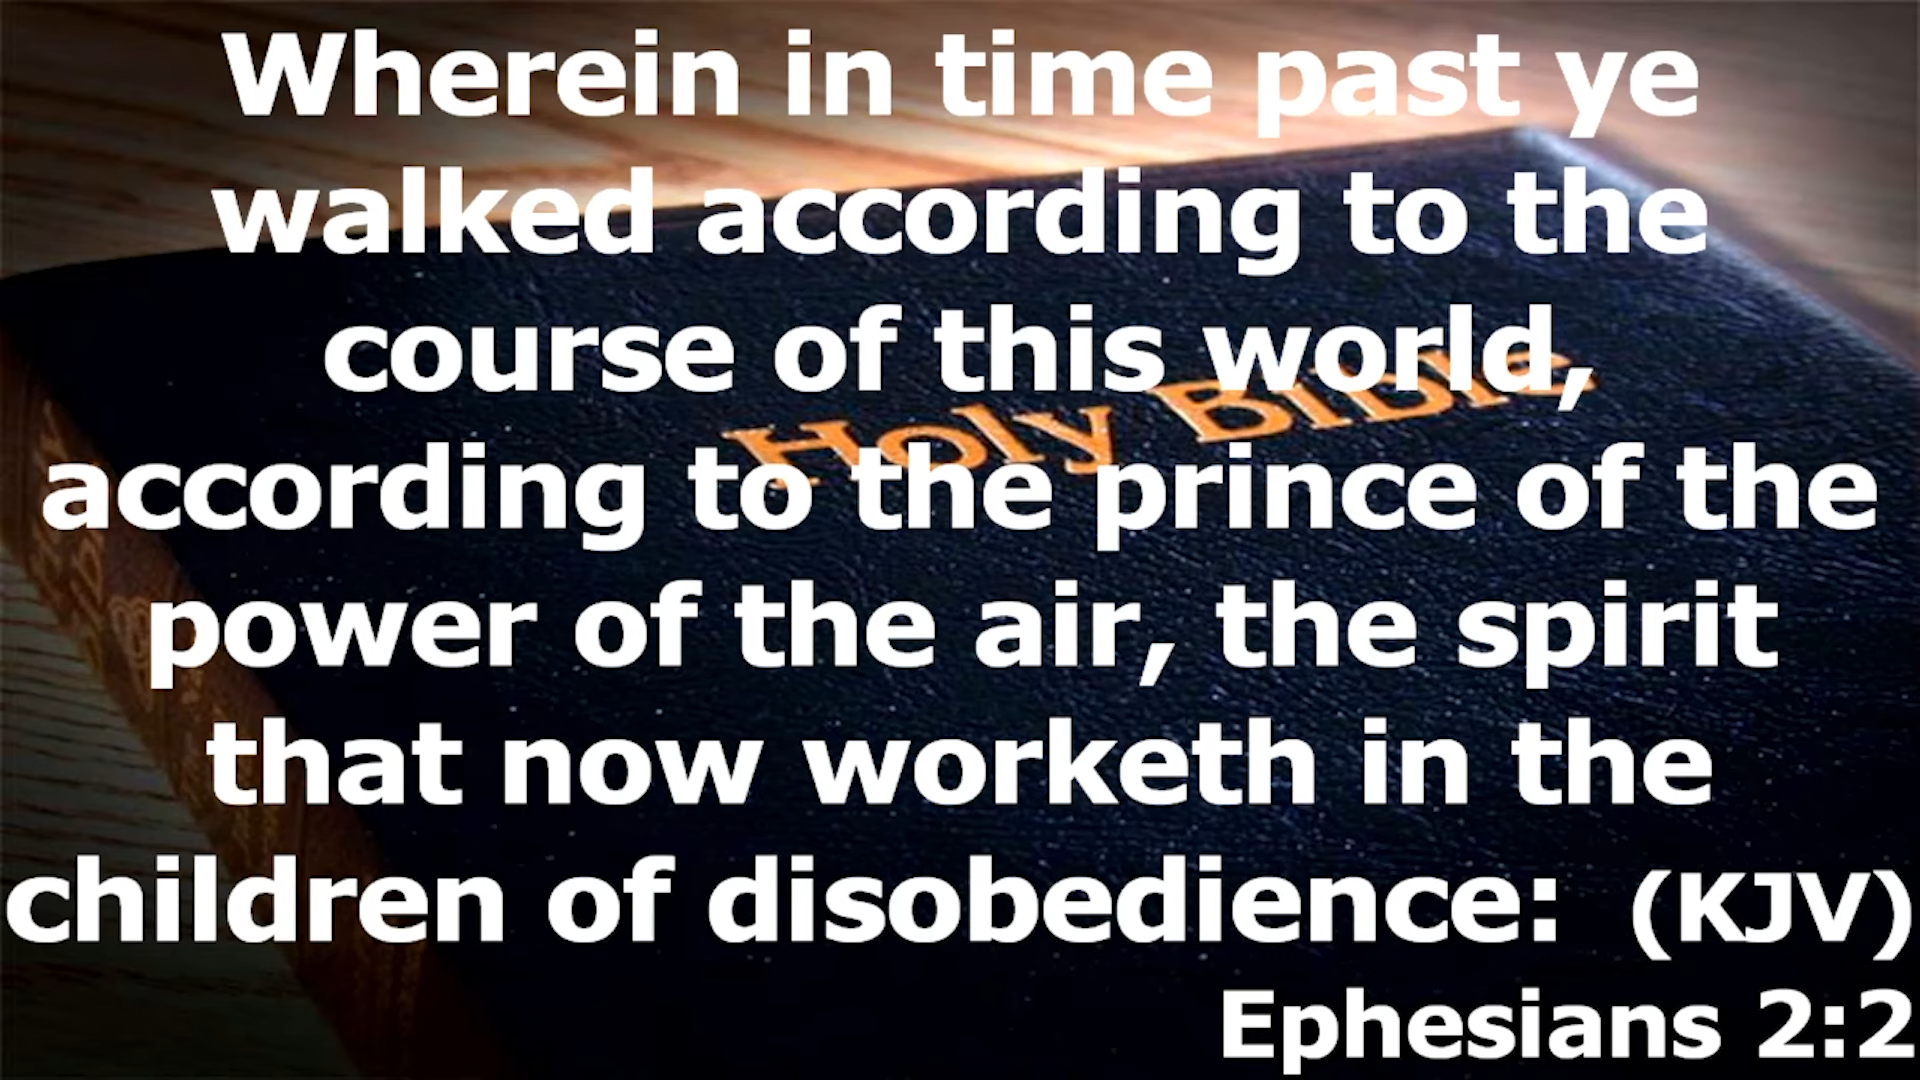 Wherein in time past ye
walked according to the
course of this world,
Holy Bible
according to the prince of the
power of the air, the spirit
that now worketh in the
children of disobedience: (KJV)
Ephesians 2:2